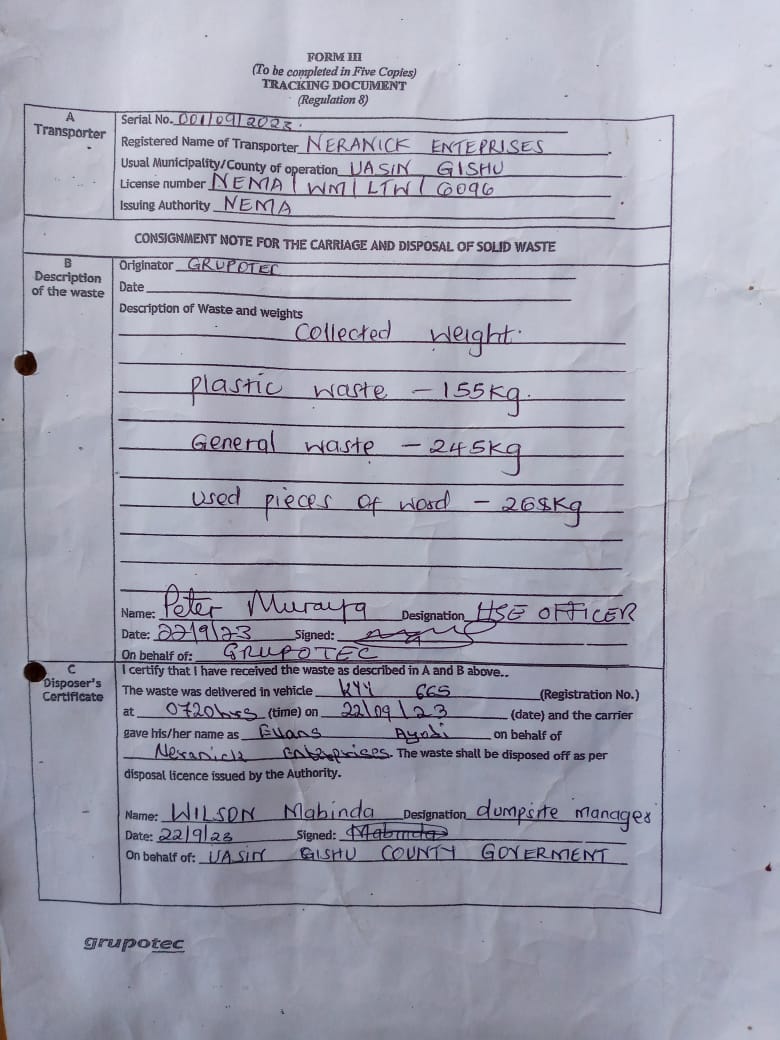 FORM III
(To be completed in Five Copies)
TRACKING DOCUMENT
(Regulation 8)
A
Transporter
Serial No. 001/09/2023.
Registered Name of Transporter NERANICK ENTEPRISES
Usual Municipality/County of operation UASIN GISHU
License number NEMA/WM/LTW/6096
Issuing Authority NEMA
CONSIGNMENT NOTE FOR THE CARRIAGE AND DISPOSAL OF SOLID WASTE
B
Description
of the waste
Originator GRUPOTEC
Date
Description of Waste and weights
Collected weight.
plastic waste - 155kg.
General waste - 245kg
used pieces of wood - 268kg
Name: Peter Muraya Designation HSE OFFICER
Date: 22/9/23 Signed:
On behalf of: GRUPOTEC
C
Disposer's
Certificate
I certify that I have received the waste as described in A and B above..
The waste was delivered in vehicle KYY 665 (Registration No.)
at 0720hrs (time) on 22/09/23 (date) and the carrier
gave his/her name as Evans Ayodi on behalf of
Neranick Enterprises. The waste shall be disposed off as per
disposal licence issued by the Authority.
Name: WILSON Mabinda Designation dumpsite manager
Date: 22/9/23 Signed: Mabinda
On behalf of: UASIN GISHU COUNTY GOVERMENT
grupotec